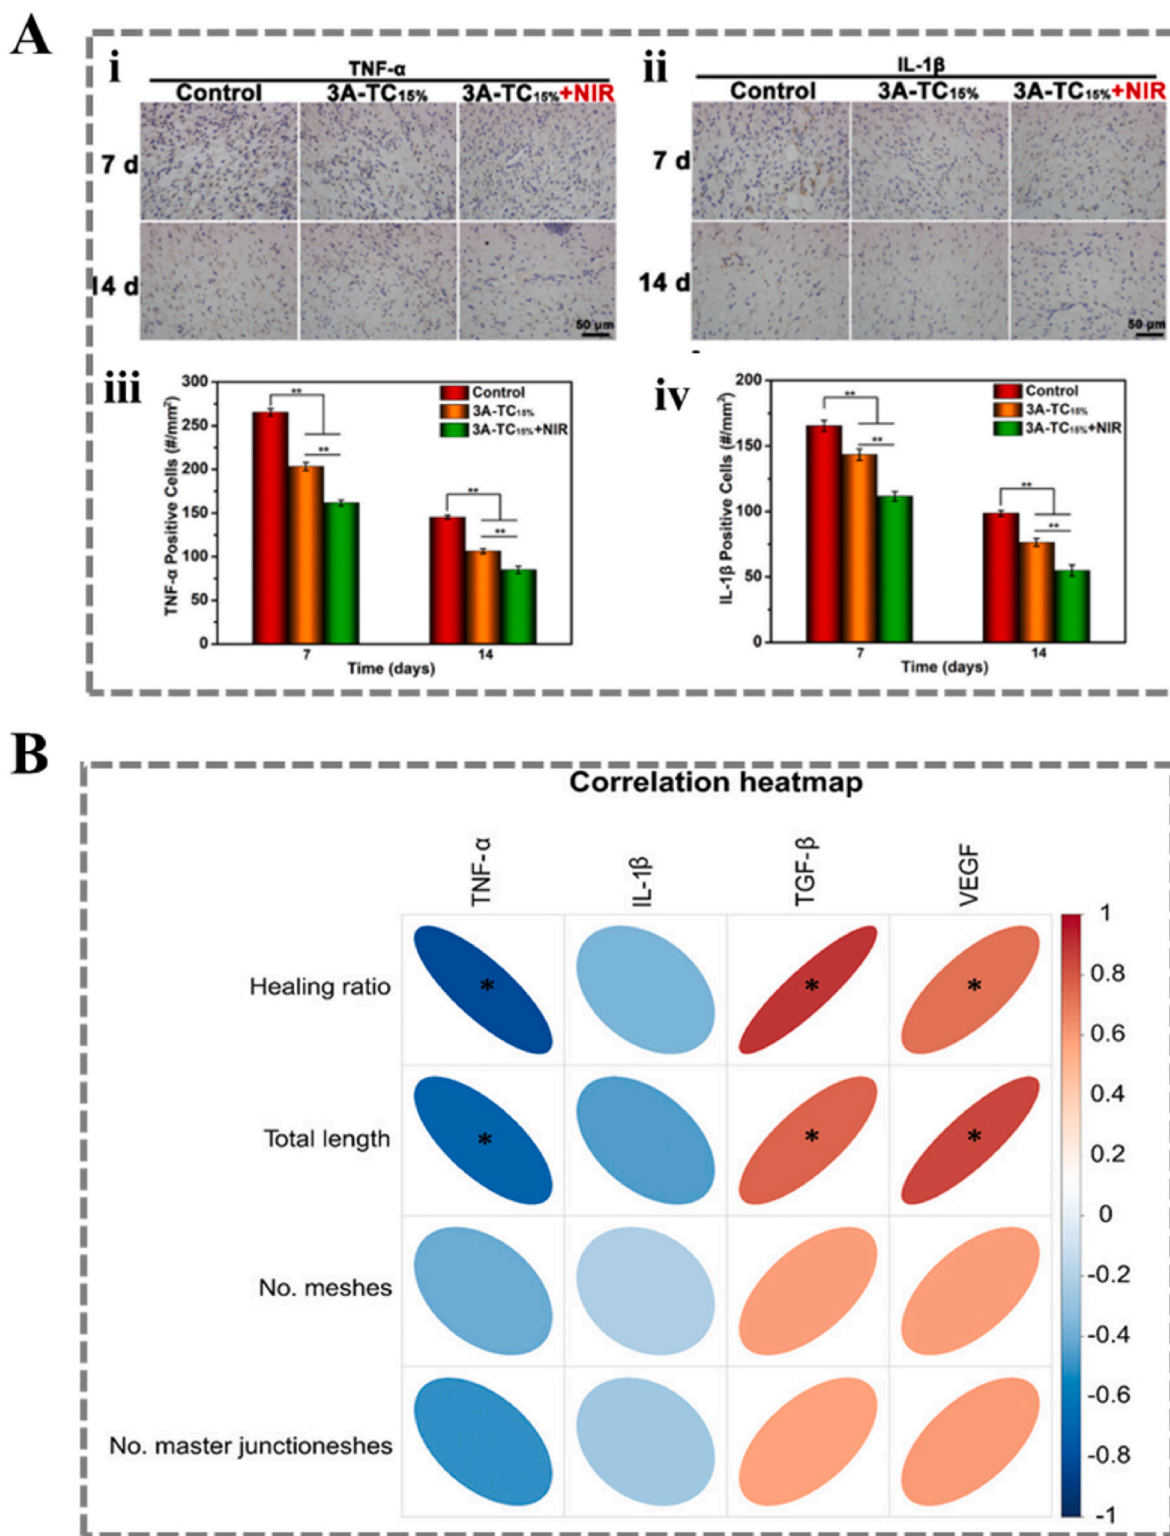 A
i
TNF-α
Control 3A-TC15% 3A-TC15%+NIR
7 d
14 d
50 μm
ii
IL-1β
Control 3A-TC15% 3A-TC15%+NIR
7 d
14 d
50 μm
iii
TNF-α Positive Cells (#/mm²)
300
250
200
150
100
50
0
** ** ** **
Control
3A-TC15%
3A-TC15%+NIR
7 14
Time (days)
iv
IL-1β Positive Cells (#/mm²)
200
150
100
50
0
** ** ** **
Control
3A-TC15%
3A-TC15%+NIR
7 14
Time (days)
B
Correlation heatmap
TNF-α IL-1β TGF-β VEGF
Healing ratio * * *
Total length * * *
No. meshes
No. master junctioneshes
1
0.8
0.6
0.4
0.2
0
-0.2
-0.4
-0.6
-0.8
-1